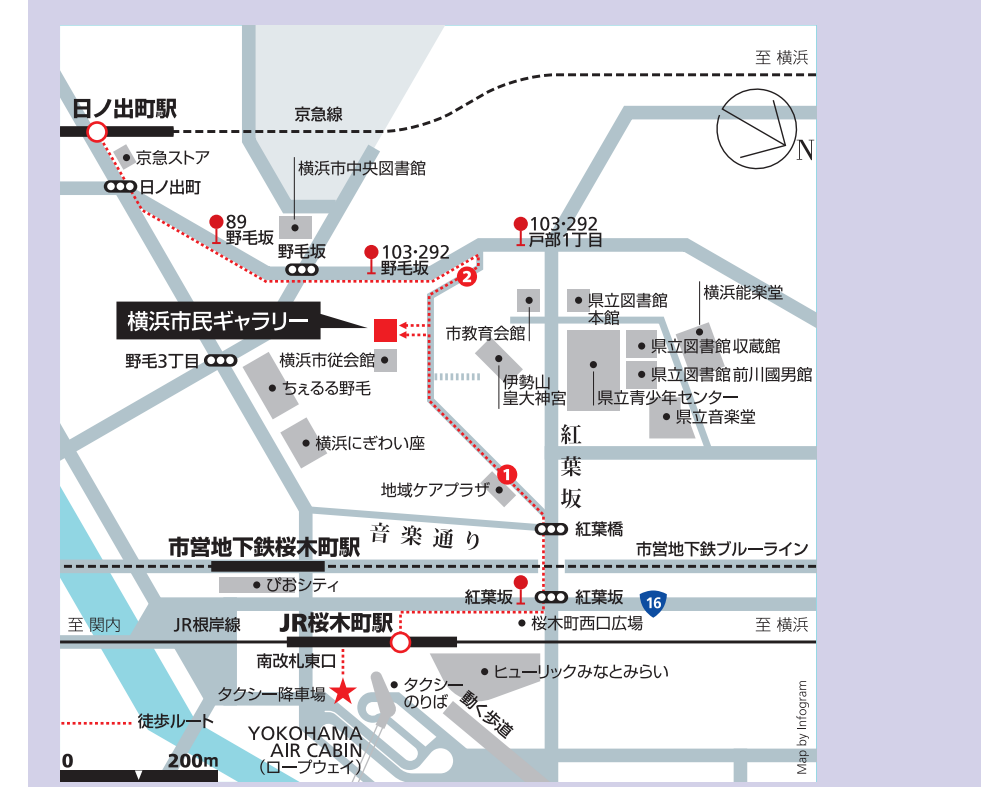 至 横浜
日ノ出町駅
京急線
N
京急ストア
横浜市中央図書館
日ノ出町
89
野毛坂
野毛坂
103·292
野毛坂
103·292
戸部1丁目
2
横浜能楽堂
県立図書館
本館
横浜市民ギャラリー
市教育会館
県立図書館収蔵館
野毛3丁目
横浜市従会館
県立図書館前川國男館
ちぇるる野毛
伊勢山
皇大神宮
県立青少年センター
県立音楽堂
紅葉坂
横浜にぎわい座
1
地域ケアプラザ
音楽通り
紅葉橋
市営地下鉄桜木町駅
市営地下鉄ブルーライン
ぴおシティ
紅葉坂
紅葉坂
16
至 関内
JR根岸線
JR桜木町駅
桜木町西口広場
至 横浜
南改札東口
ヒューリックみなとみらい
タクシー降車場
タクシー
のりば
動く歩道
徒歩ルート
YOKOHAMA
AIR CABIN
（ロープウェイ）
0
200m
Map by Infogram